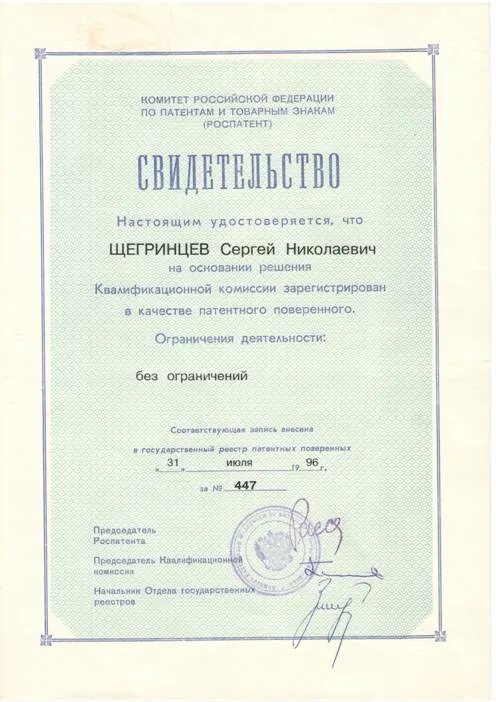 КОМИТЕТ РОССИЙСКОЙ ФЕДЕРАЦИИ
ПО ПАТЕНТАМ И ТОВАРНЫМ ЗНАКАМ
(РОСПАТЕНТ)
СВИДЕТЕЛЬСТВО
Настоящим удостоверяется, что
ЩЕГРИНЦЕВ Сергей Николаевич
на основании решения
Квалификационной комиссии зарегистрирован
в качестве патентного поверенного.
Ограничения деятельности:
без ограничений
Соответствующая запись внесена
в государственный реестр патентных поверенных
„ 31 „ июля 19 96 г.
за № 447
Председатель
Роспатента
Председатель Квалификационной
комиссии
Начальник Отдела государственных
реестров